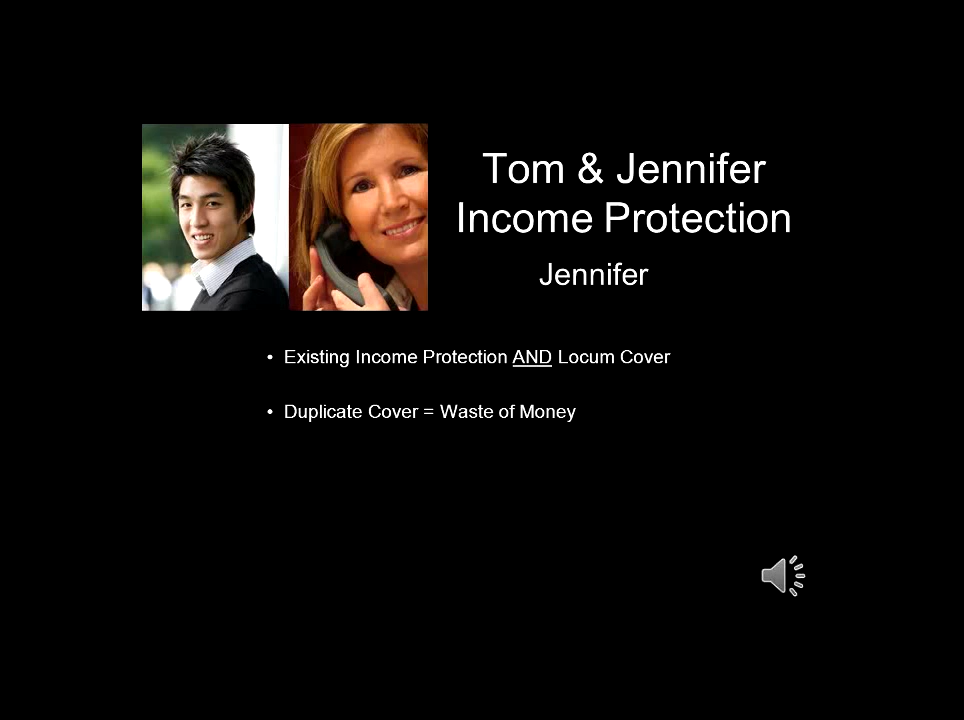 Tom & Jennifer
Income Protection
Jennifer
• Existing Income Protection AND Locum Cover
• Duplicate Cover = Waste of Money